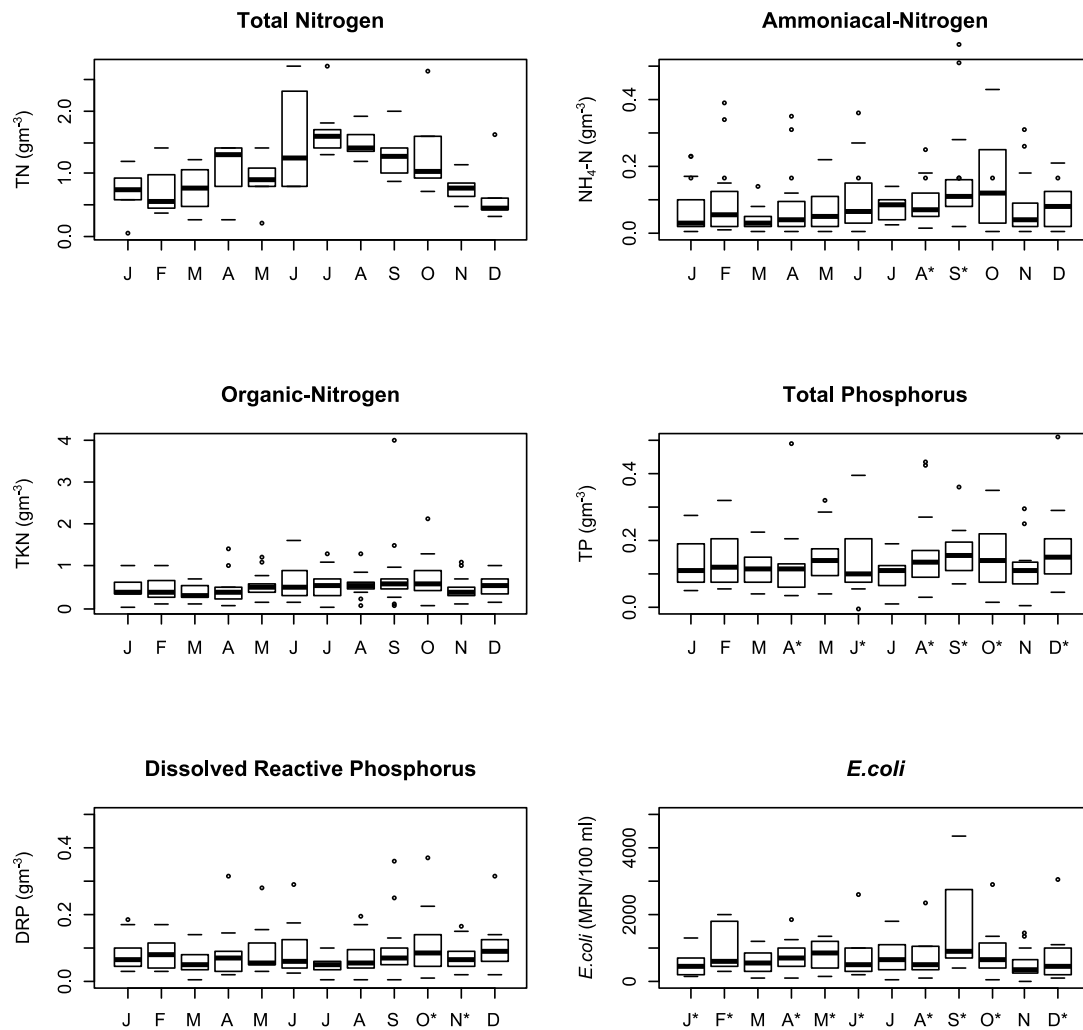 Total Nitrogen
TN (gm-3)
0.0 1.0 2.0
J F M A M J J A S O N D
Ammoniacal-Nitrogen
NH4-N (gm-3)
0.0 0.2 0.4
J F M A M J J A* S* O N D
Organic-Nitrogen
TKN (gm-3)
0 1 2 3 4
J F M A M J J A S O N D
Total Phosphorus
TP (gm-3)
0.0 0.2 0.4
J F M A* M J* J A* S* O* N D*
Dissolved Reactive Phosphorus
DRP (gm-3)
0.0 0.2 0.4
J F M A M J J A S O* N* D
E.coli
E.coli (MPN/100 ml)
0 2000 4000
J* F* M A* M* J* J A* S* O* N D*